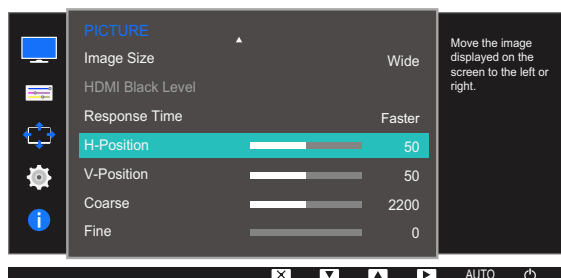 PICTURE
Image Size Wide
HDMI Black Level
Response Time Faster
H-Position 50
V-Position 50
Coarse 2200
Fine 0
Move the image
displayed on the
screen to the left or
right.
AUTO